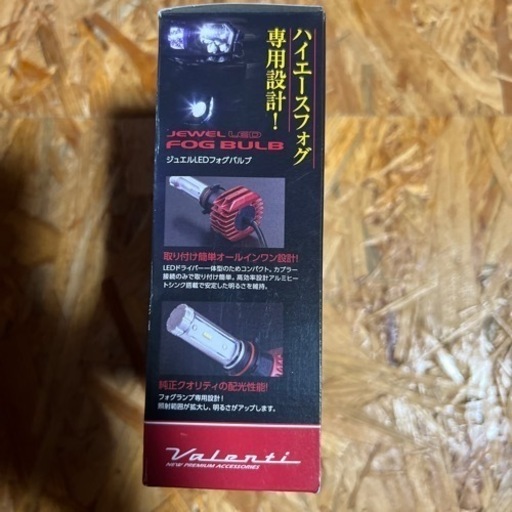 ハイエースフォグ
専用設計!
JEWEL LED
FOG BULB
ジュエルLEDフォグバルブ
取り付け簡単オールインワン設計!
LEDドライバー一体型のためコンパクト。カプラー
接続のみで取り付け簡単。高効率設計アルミヒー
トシンク搭載で安定した明るさを維持。
純正クオリティの配光性能!
フォグランプ専用設計!
照射範囲が拡大し、明るさがアップします。
Valenti
NEW PREMIUM ACCESSORIES